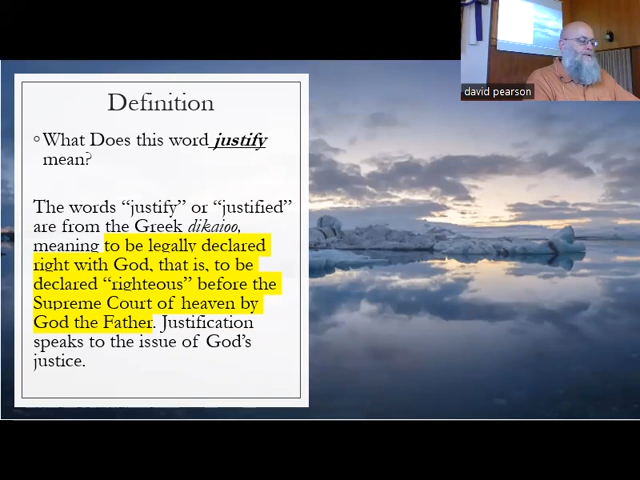 david pearson
Definition
◦What Does this word justify
mean?
The words “justify” or “justified”
are from the Greek dikaioo,
meaning to be legally declared
right with God, that is, to be
declared “righteous” before the
Supreme Court of heaven by
God the Father. Justification
speaks to the issue of God’s
justice.